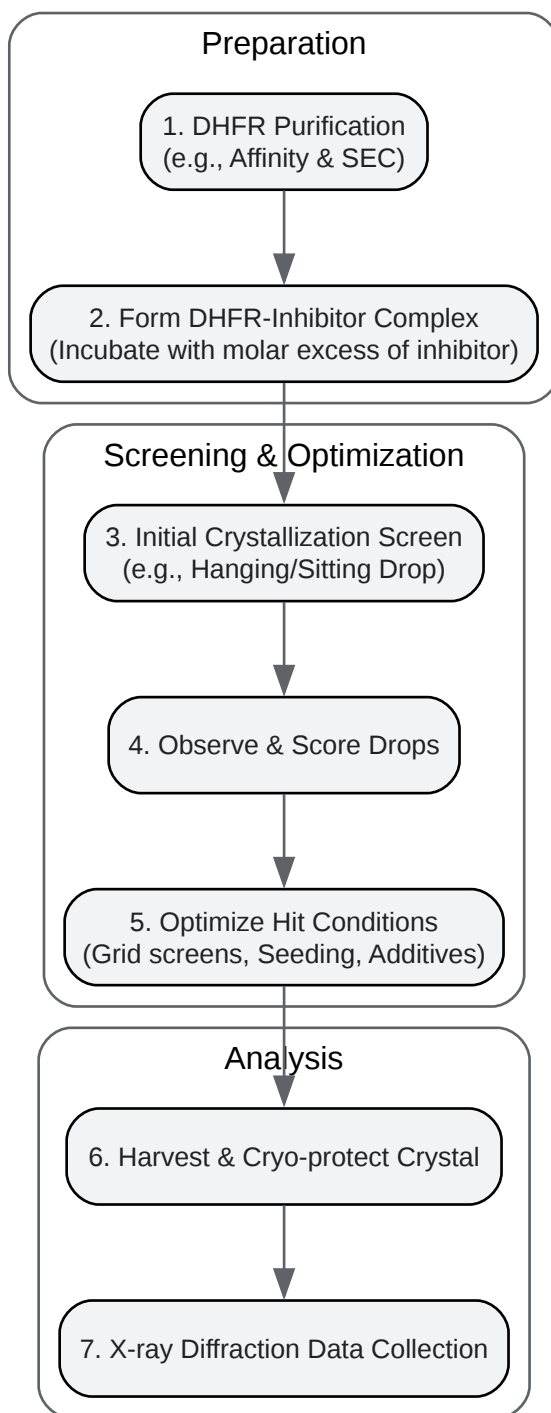 Preparation
1. DHFR Purification
(e.g., Affinity & SEC)
2. Form DHFR-Inhibitor Complex
(Incubate with molar excess of inhibitor)
Screening & Optimization
3. Initial Crystallization Screen
(e.g., Hanging/Sitting Drop)
4. Observe & Score Drops
5. Optimize Hit Conditions
(Grid screens, Seeding, Additives)
Analysis
6. Harvest & Cryo-protect Crystal
7. X-ray Diffraction Data Collection